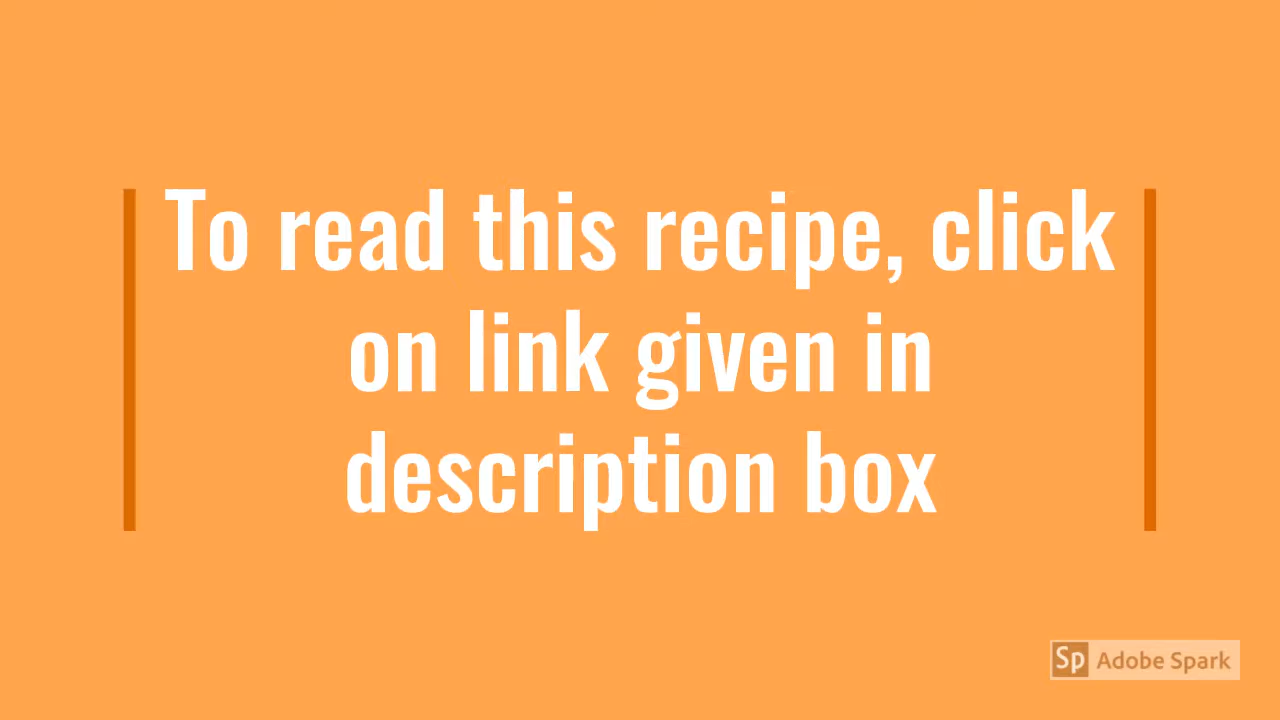 To read this recipe, click
on link given in
description box
Sp Adobe Spark